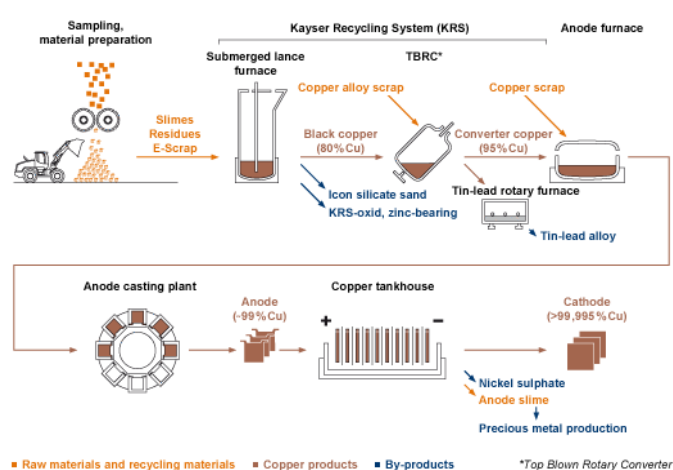 Sampling,
material preparation
Kayser Recycling System (KRS)
Anode furnace
Submerged lance
furnace
TBRC*
Copper alloy scrap
Copper scrap
Slimes
Residues
E-Scrap
Black copper
(80%Cu)
Converter copper
(95%Cu)
Icon silicate sand
KRS-oxid, zinc-bearing
Tin-lead rotary furnace
Tin-lead alloy
Anode casting plant
Anode
(-99%Cu)
Copper tankhouse
+
–
Cathode
(>99,995%Cu)
Nickel sulphate
Anode slime
Precious metal production
Raw materials and recycling materials
Copper products
By-products
*Top Blown Rotary Converter